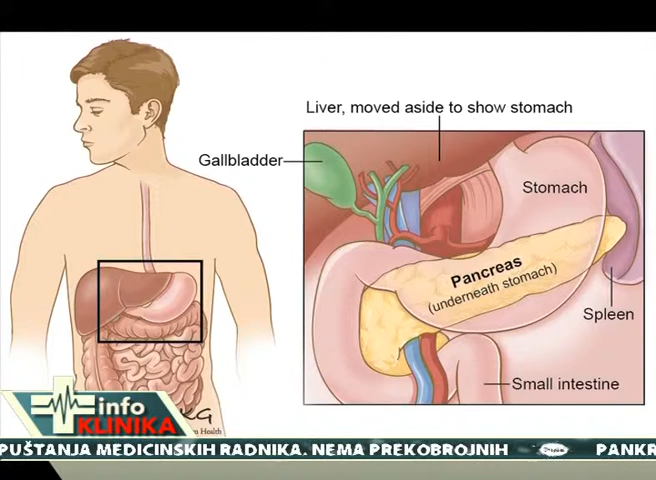 Liver, moved aside to show stomach
Gallbladder
Stomach
Pancreas
(underneath stomach)
Spleen
Small intestine
info
KLINIKA
Health
PUŠTANJA MEDICINSKIH RADNIKA. NEMA PREKOBROJNIH
PANKR